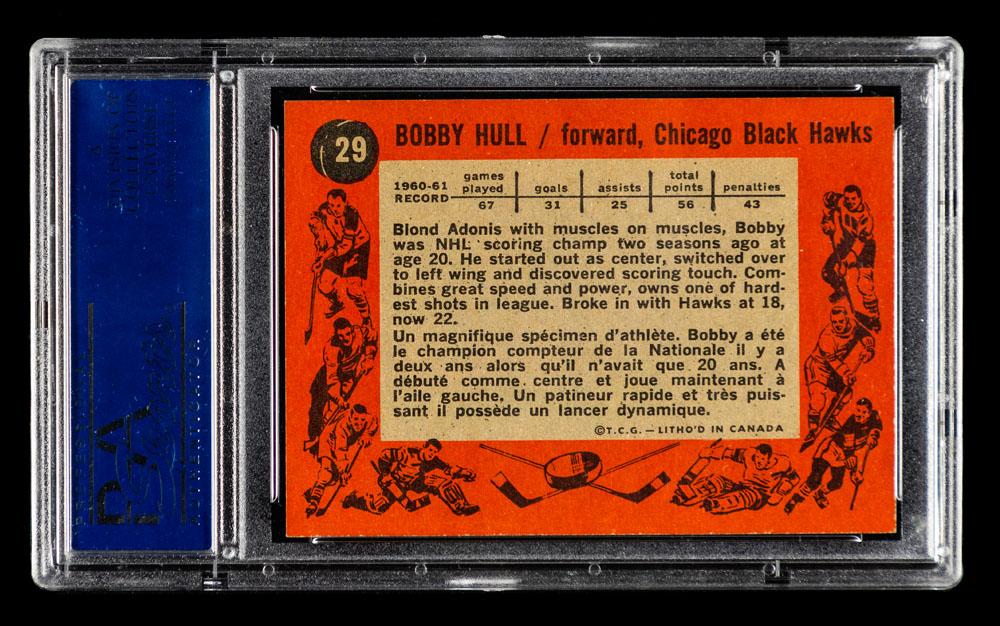 29
BOBBY HULL / forward, Chicago Black Hawks
1960-61 RECORD
games played goals assists total points penalties
67 31 25 56 43
Blond Adonis with muscles on muscles, Bobby
was NHL scoring champ two seasons ago at
age 20. He started out as center, switched over
to left wing and discovered scoring touch. Com-
bines great speed and power, owns one of hard-
est shots in league. Broke in with Hawks at 18,
now 22.
Un magnifique spécimen d'athlète. Bobby a été
le champion compteur de la Nationale il y a
deux ans alors qu'il n'avait que 20 ans. A
débuté comme centre et joue maintenant à
l'aile gauche. Un patineur rapide et très puis-
sant il possède un lancer dynamique.
©T.C.G. — LITHO'D IN CANADA
A
DIVISION OF
COLLECTORS
UNIVERSE